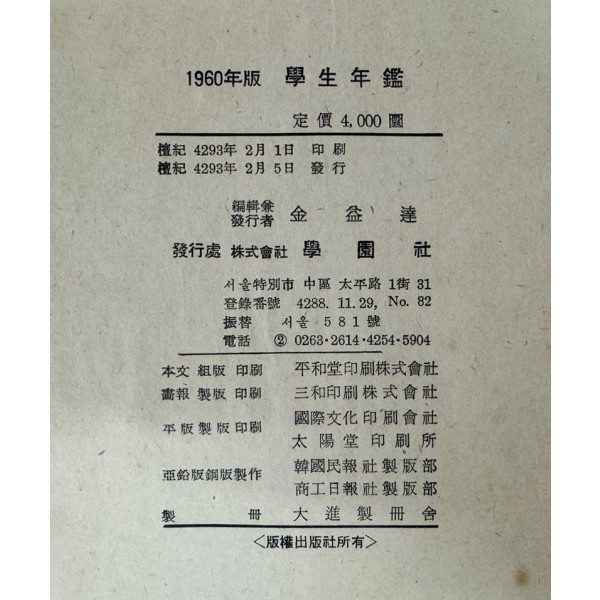 1960年版 學生年鑑
定價 4,000 圜
檀紀 4293年 2月 1日 印刷
檀紀 4293年 2月 5日 發行
編輯兼
發行者 金益達
發行處 株式會社 學園社
서울特別市 中區 太平路 1街 31
登錄番號 4288. 11. 29, No. 82
振替 서울 581號
電話 ② 0263·2614·4254·5904
本文 組版 印刷 平和堂印刷株式會社
畵報 製版 印刷 三和印刷株式會社
平版製版印刷 國際文化印刷會社
太陽堂印刷所
亞鉛版銅版製作 韓國民報社製版部
商工日報社製版部
製冊 大進製冊舍
<版權出版社所有>